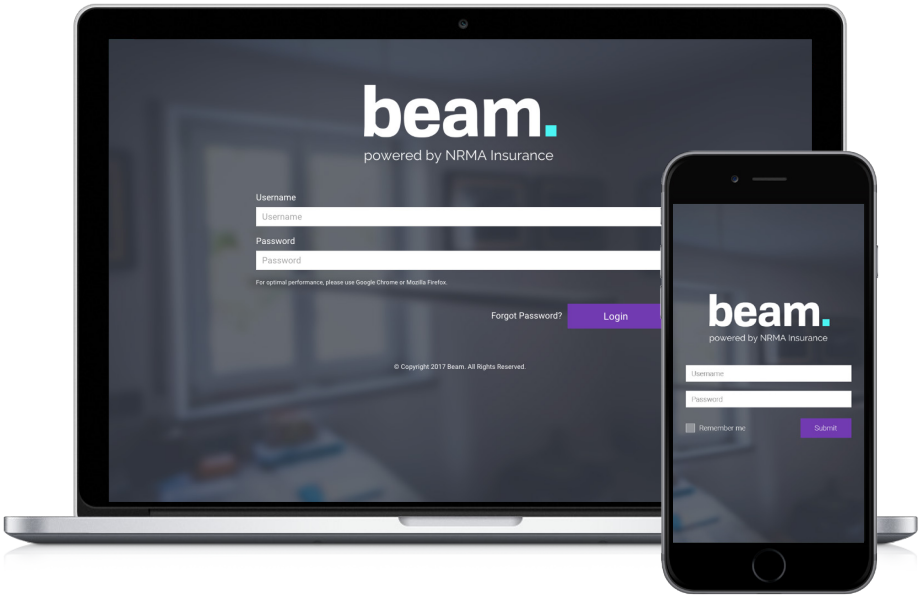 beam.
powered by NRMA Insurance
Username
Username
Password
Password
For optimal performance, please use Google Chrome or Mozilla Firefox.
Forgot Password? Login
© Copyright 2017 Beam. All Rights Reserved.
beam.
powered by NRMA Insurance
Username
Password
Remember me Submit